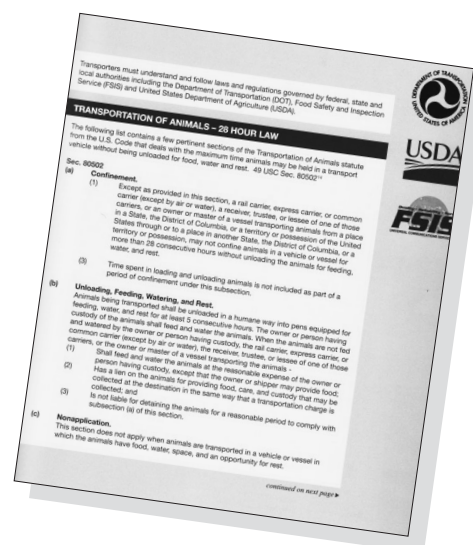 Transporters must understand and follow laws and regulations governed by federal, state and
local authorities including the Department of Transportation (DOT), Food Safety and Inspection
Service (FSIS) and United States Department of Agriculture (USDA).
TRANSPORTATION OF ANIMALS – 28 HOUR LAW
The following list contains a few pertinent sections of the Transportation of Animals statute
from the U.S. Code that deals with the maximum time animals may be held in a transport
vehicle without being unloaded for food, water and rest. 49 USC Sec. 80502
Sec. 80502
(a) Confinement.
(1) Except as provided in this section, a rail carrier, express carrier, or common
carrier (except by air or water), a receiver, trustee, or lessee of one of those
carriers, or an owner or master of a vessel transporting animals from a place
in a State, the District of Columbia, or a territory or possession of the United
States through or to a place in another State, the District of Columbia, or a
territory or possession, may not confine animals in a vehicle or vessel for
more than 28 consecutive hours without unloading the animals for feeding,
water, and rest.
(3) Time spent in loading and unloading animals is not included as part of a
period of confinement under this subsection.
(b) Unloading, Feeding, Watering, and Rest.
Animals being transported shall be unloaded in a humane way into pens equipped for
feeding, water, and rest for at least 5 consecutive hours. The owner or person having
custody of the animals shall feed and water the animals. When the animals are not fed
and watered by the owner or person having custody, the rail carrier, express carrier, or
common carrier (except by air or water), the receiver, trustee, or lessee of one of those
carriers, or the owner or master of a vessel transporting the animals -
(1) Shall feed and water the animals at the reasonable expense of the owner or
person having custody, except that the owner or shipper may provide food;
(2) Has a lien on the animals for providing food, care, and custody that may be
collected at the destination in the same way that a transportation charge is
collected; and
(3) Is not liable for detaining the animals for a reasonable period to comply with
subsection (a) of this section.
(c) Nonapplication.
This section does not apply when animals are transported in a vehicle or vessel in
which the animals have food, water, space, and an opportunity for rest.
continued on next page ▶
DEPARTMENT OF TRANSPORTATION
UNITED STATES OF AMERICA
USDA
FSIS